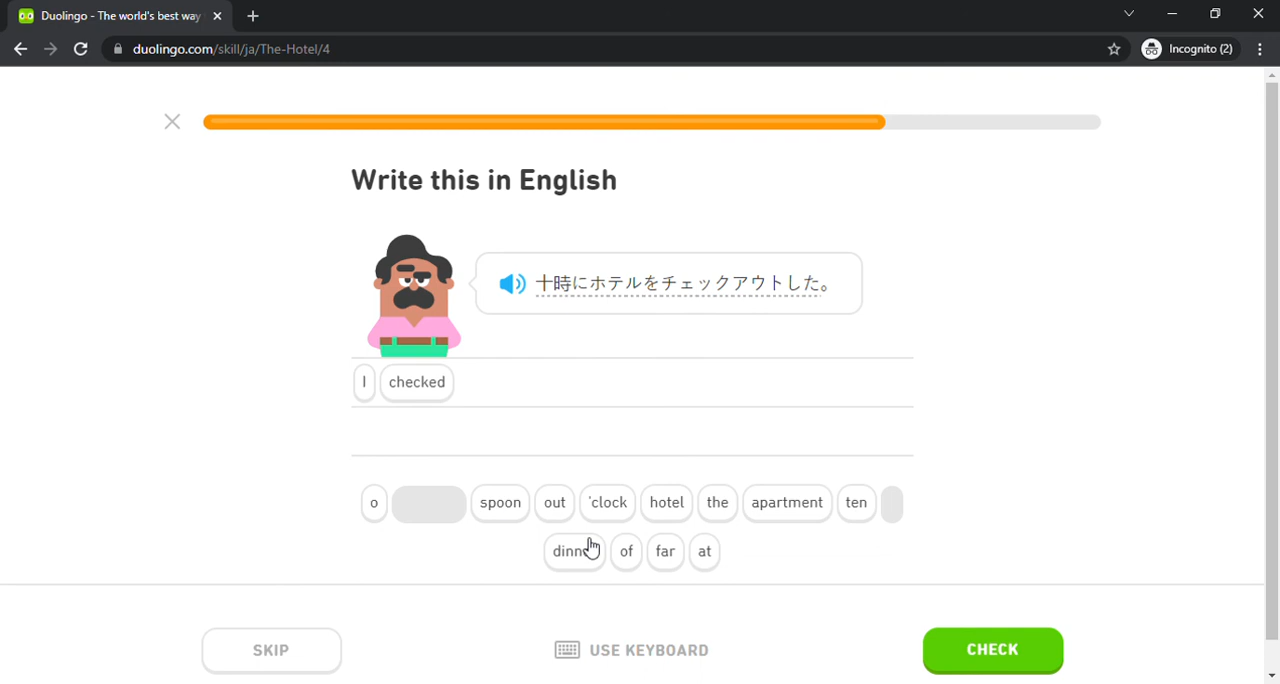 Duolingo - The world's best way
duolingo.com/skill/ja/The-Hotel/4
Incognito (2)
Write this in English
十時にホテルをチェックアウトした。
I checked
o spoon out 'clock hotel the apartment ten
of far at
SKIP USE KEYBOARD CHECK